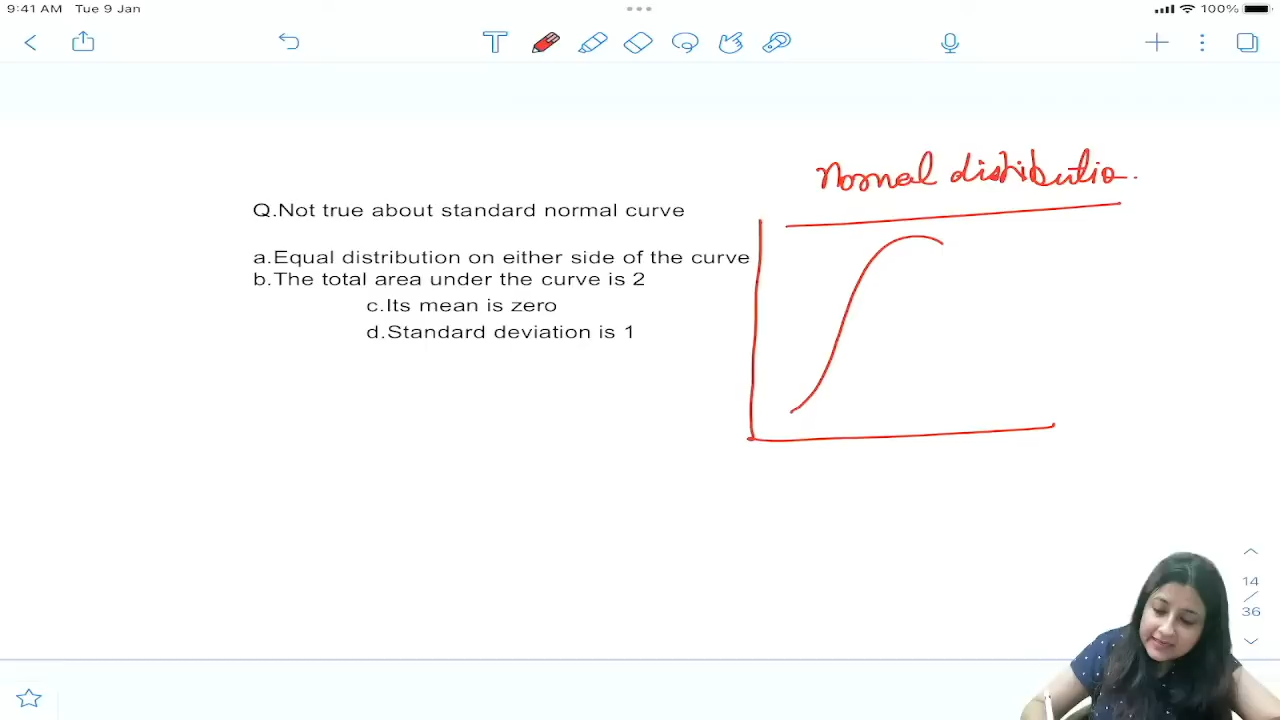 9:41 AM Tue 9 Jan
100%
Normal distributio.
Q.Not true about standard normal curve
a.Equal distribution on either side of the curve
b.The total area under the curve is 2
c.Its mean is zero
d.Standard deviation is 1
14
/
36